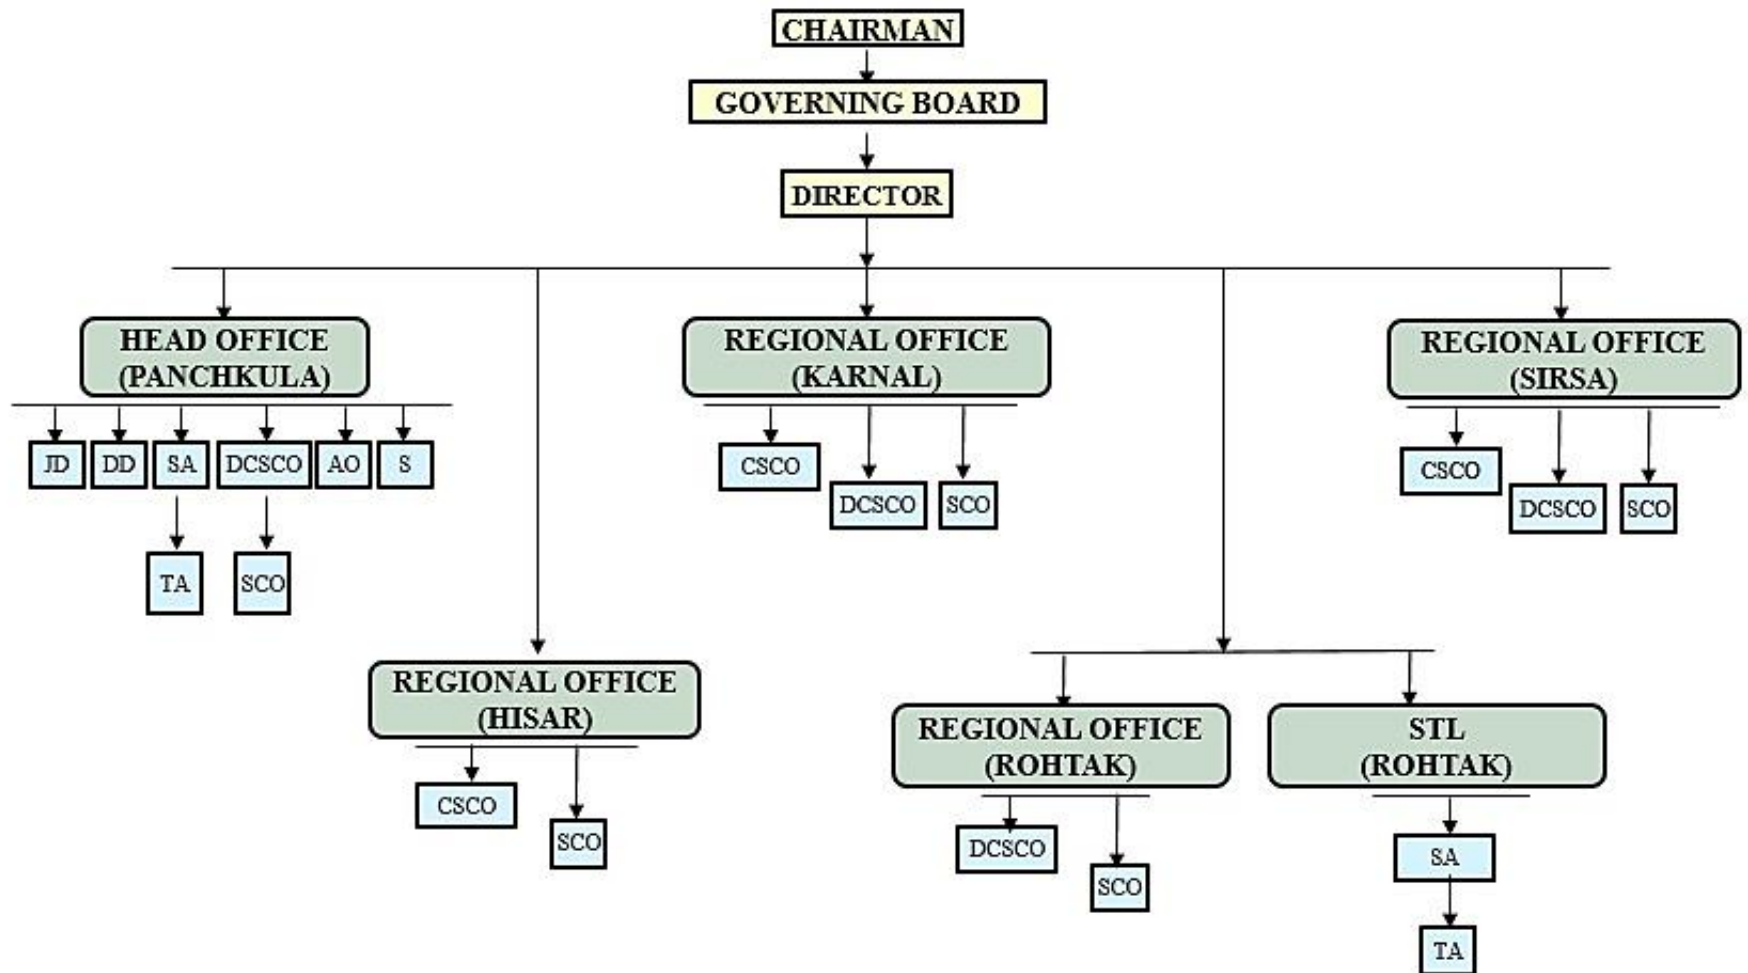 CHAIRMAN
GOVERNING BOARD
DIRECTOR
HEAD OFFICE
(PANCHKULA)
JD
DD
SA
DCSCO
AO
S
TA
SCO
REGIONAL OFFICE
(KARNAL)
CSCO
DCSCO
SCO
REGIONAL OFFICE
(SIRSA)
CSCO
DCSCO
SCO
REGIONAL OFFICE
(HISAR)
CSCO
SCO
REGIONAL OFFICE
(ROHTAK)
DCSCO
SCO
STL
(ROHTAK)
SA
TA